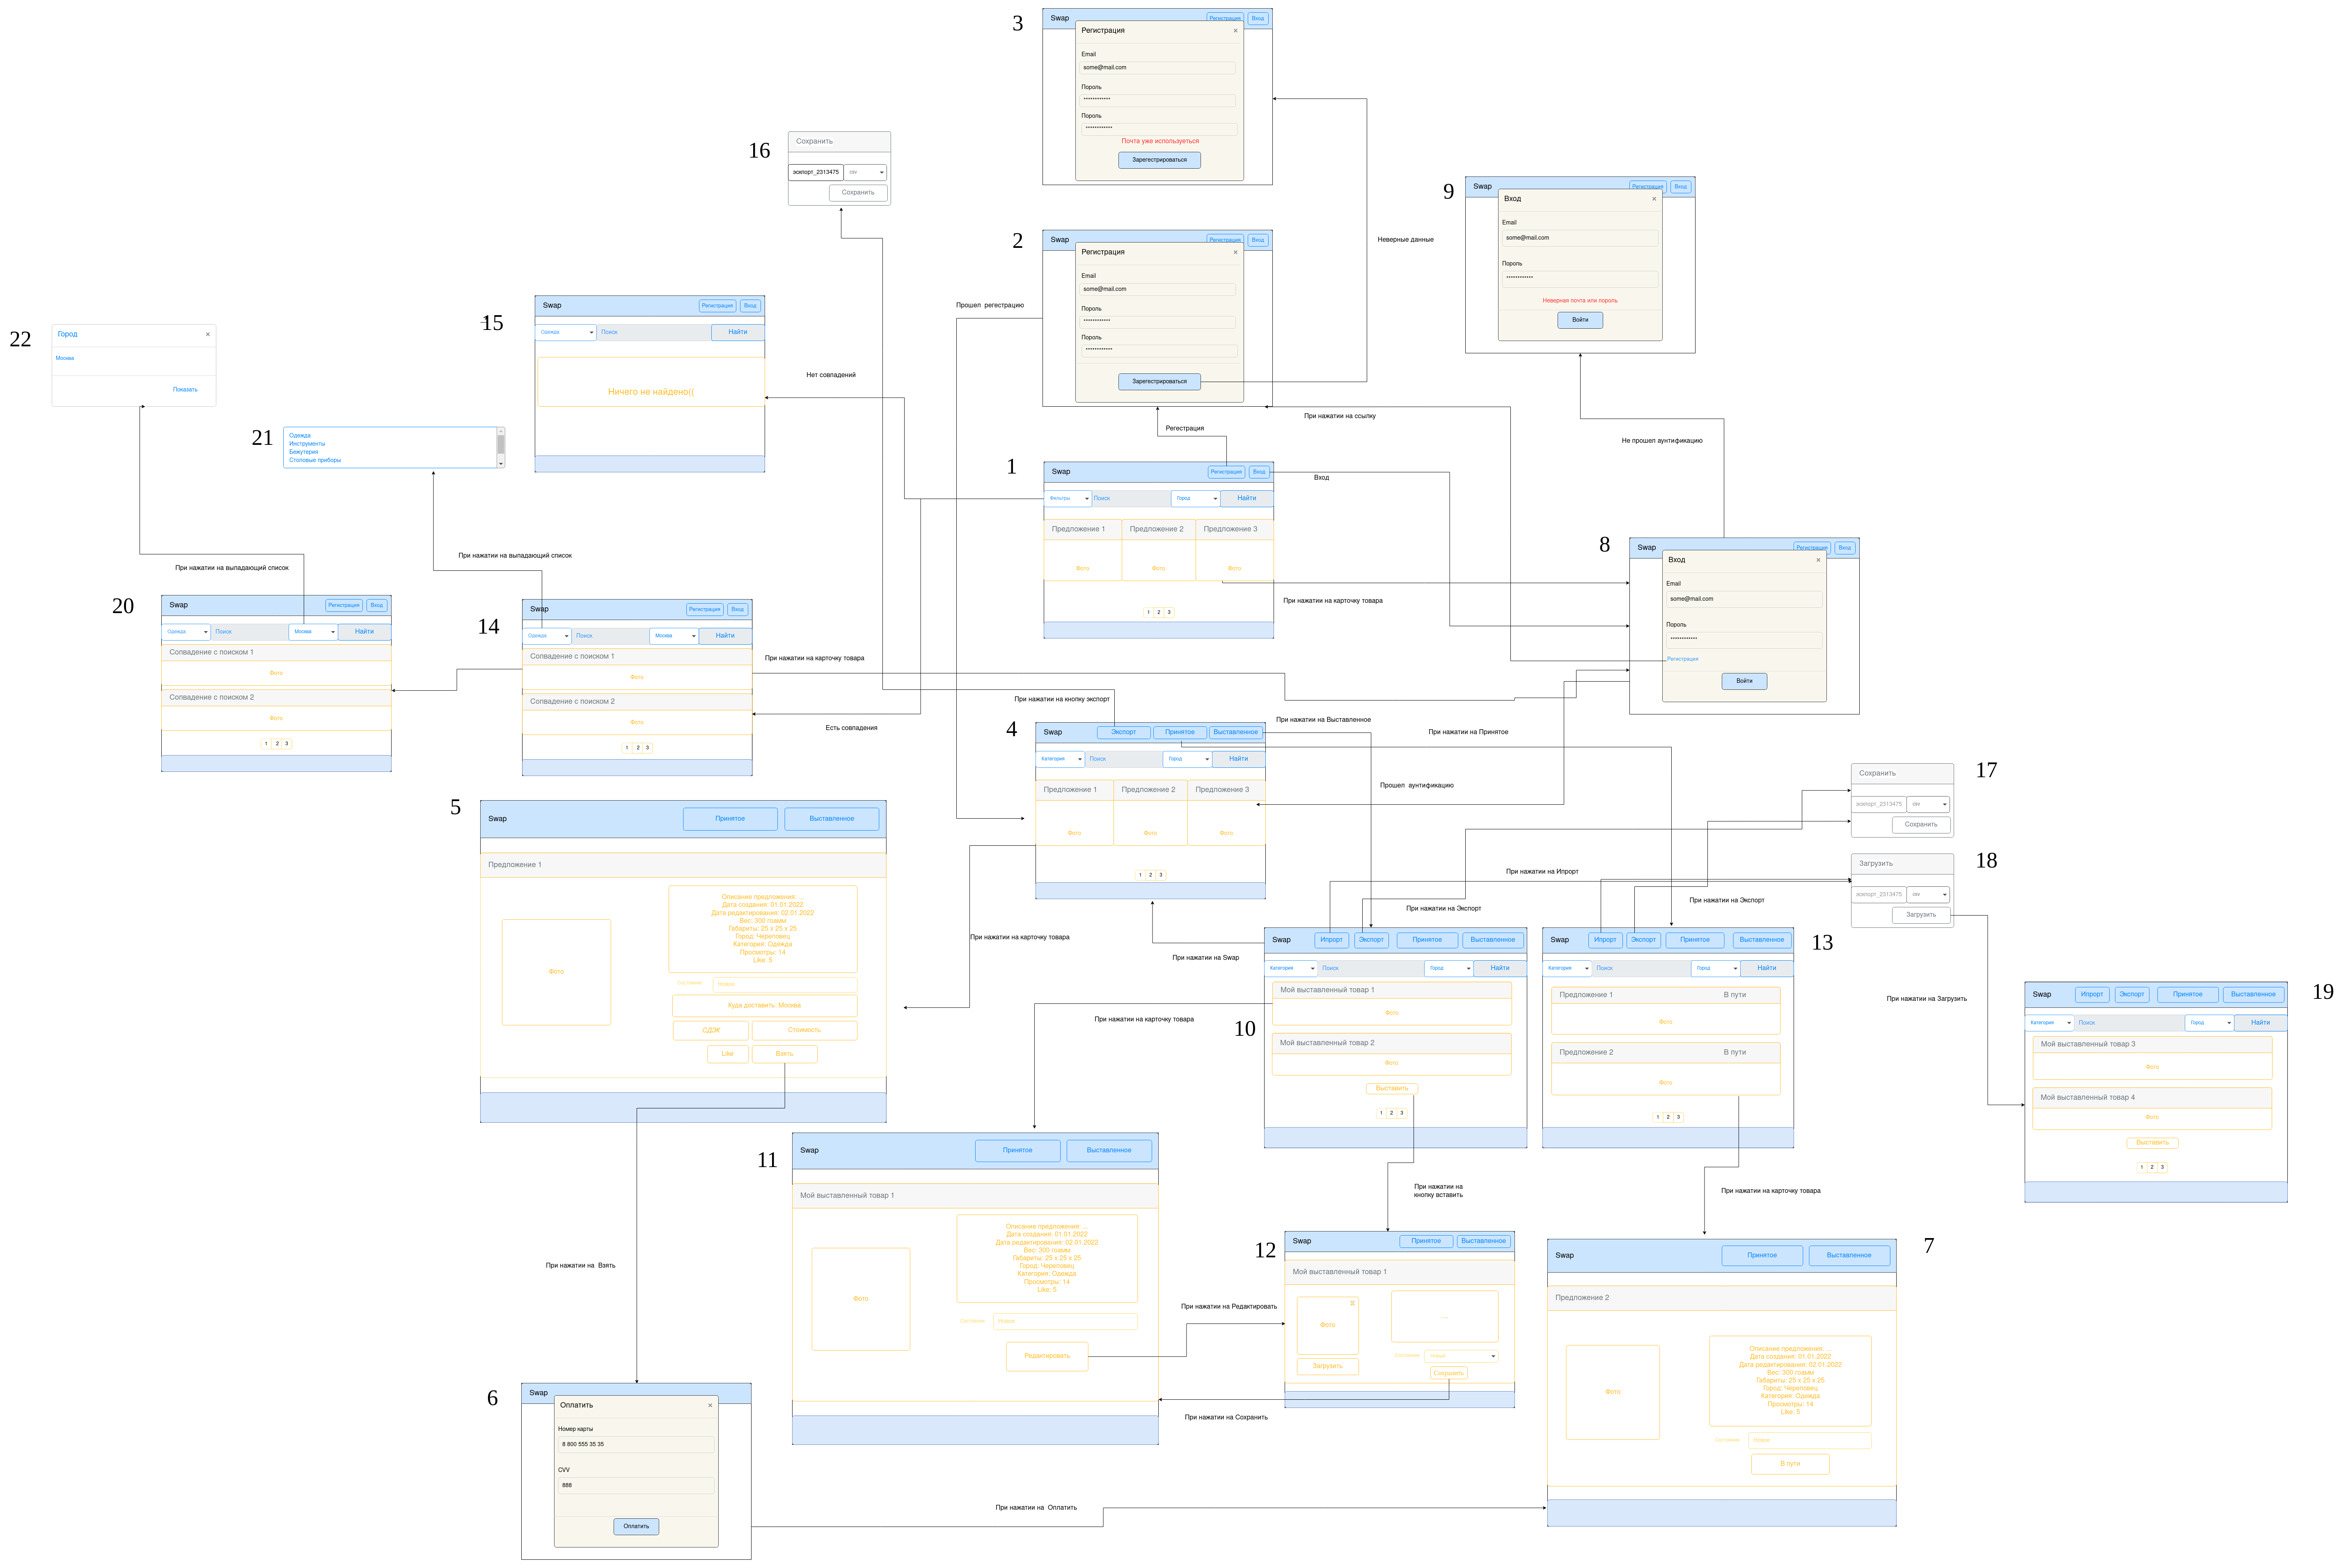 3
Swap
Регистрация
Вход
Регистрация
×
Email
some@mail.com
Пароль
************
Пароль
************
Почта уже используеться
Зарегестрироваться
16
Сохранить
эскпорт_2313475
csv
Сохранить
9
Swap
Регистрация
Вход
Вход
×
Email
some@mail.com
Пароль
************
Неверная почта или пороль
Войти
2
Swap
Регистрация
Вход
Регистрация
×
Email
some@mail.com
Пароль
************
Пароль
************
Зарегестрироваться
Неверные данные
Прошел регестрацию
15
Swap
Регистрация
Вход
Одежда
Поиск
Найти
Ничего не найдено((
Нет совпадений
22
Город
×
Москва
Показать
21
Одежда
Инструменты
Бежутерия
Столовые приборы
При нажатии на ссылку
Регестрация
Не прошел аунтификацию
1
Swap
Регистрация
Вход
Фильтры
Поиск
Город
Найти
Предложение 1
Предложение 2
Предложение 3
Фото
Фото
Фото
1 2 3
Вход
При нажатии на карточку товара
8
Swap
Регистрация
Вход
Вход
×
Email
some@mail.com
Пороль
************
Регистрация
Войти
При нажатии на выпадающий список
При нажатии на выпадающий список
20
Swap
Регистрация
Вход
Одежда
Поиск
Москва
Найти
Сопвадение с поиском 1
Фото
Сопвадение с поиском 2
Фото
1 2 3
14
Swap
Регистрация
Вход
Одежда
Поиск
Москва
Найти
Сопвадение с поиском 1
Фото
Сопвадение с поиском 2
Фото
1 2 3
При нажатии на карточку товара
Есть совпадения
При нажатии на кнопку экспорт
При нажатии на Выставленное
При нажатии на Принятое
Прошел аунтификацию
4
Swap
Экспорт
Принятое
Выставленное
Категория
Поиск
Город
Найти
Предложение 1
Предложение 2
Предложение 3
Фото
Фото
Фото
1 2 3
17
Сохранить
эскпорт_2313475
csv
Сохранить
18
Загрузить
эскпорт_2313475
csv
Загрузить
При нажатии на Ипрорт
При нажатии на Экспорт
При нажатии на Экспорт
При нажатии на Загрузить
5
Swap
Принятое
Выставленное
Предложение 1
Фото
Описание предложения: ...
Дата создания: 01.01.2022
Дата редактирования: 02.01.2022
Вес: 300 грамм
Габариты: 25 x 25 x 25
Город: Череповец
Категория: Одежда
Просмотры: 14
Like: 5
Состояние
Новое
Куда доставить: Москва
СДЭК
Стоимость
Like
Взять
При нажатии на карточку товара
При нажатии на Swap
При нажатии на карточку товара
10
Swap
Ипрорт
Экспорт
Принятое
Выставленное
Категория
Поиск
Город
Найти
Мой выставленный товар 1
Фото
Мой выставленный товар 2
Фото
Выставить
1 2 3
13
Swap
Ипрорт
Экспорт
Принятое
Выставленное
Категория
Поиск
Город
Найти
Предложение 1
В пути
Фото
Предложение 2
В пути
Фото
1 2 3
19
Swap
Ипрорт
Экспорт
Принятое
Выставленное
Категория
Поиск
Город
Найти
Мой выставленный товар 3
Фото
Мой выставленный товар 4
Фото
Выставить
1 2 3
11
Swap
Принятое
Выставленное
Мой выставленный товар 1
Фото
Описание предложения: ...
Дата создания: 01.01.2022
Дата редактирования: 02.01.2022
Вес: 300 грамм
Габариты: 25 x 25 x 25
Город: Череповец
Категория: Одежда
Просмотры: 14
Like: 5
Состояние
Редактировать
При нажатии на
кнопку вставить
При нажатии на карточку товара
При нажатии на Взять
При нажатии на Редактировать
При нажатии на Сохранить
12
Swap
Принятое
Выставленное
Мой выставленный товар 1
Фото
...
Загрузить
Состояние
Сохранить
7
Swap
Принятое
Выставленное
Предложение 2
Фото
Описание предложения: ...
Дата создания: 01.01.2022
Дата редактирования: 02.01.2022
Вес: 300 грамм
Габариты: 25 x 25 x 25
Город: Череповец
Категория: Одежда
Просмотры: 14
Like: 5
Состояние
В пути
6
Swap
Оплатить
×
Номер карты
8 800 555 35 35
CVV
888
Оплатить
При нажатии на Оплатить